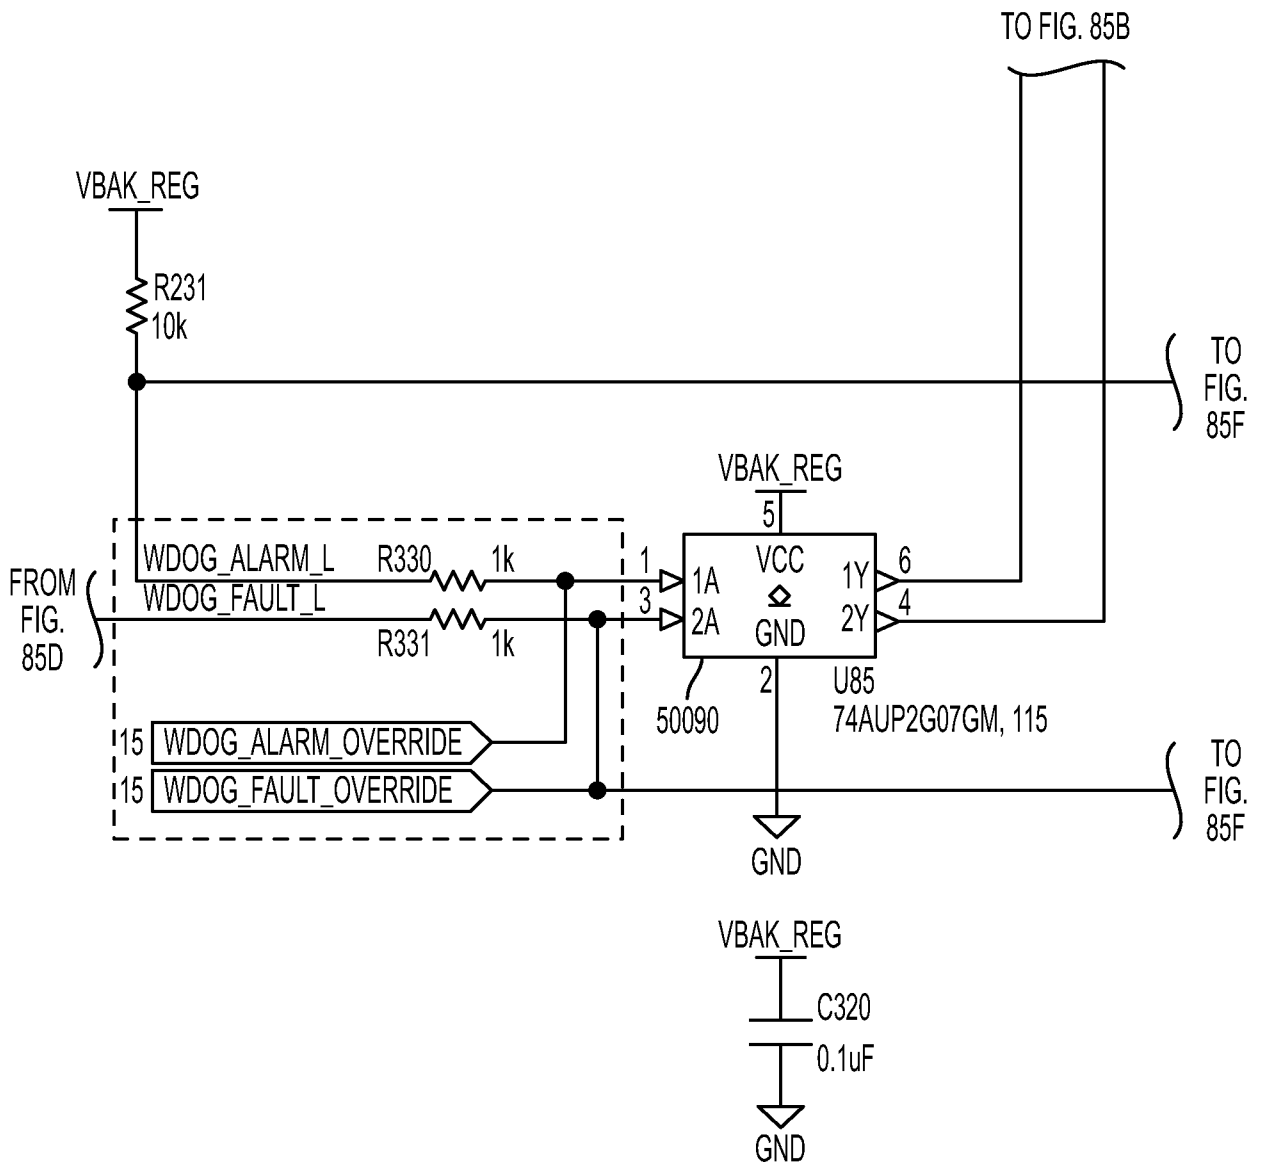 TO FIG. 85B
VBAK_REG
R231
10k
TO
FIG.
85F
VBAK_REG
5
WDOG_ALARM_L
R330
1k
1
1A
VCC
1Y
6
FROM
FIG.
85D
WDOG_FAULT_L
R331
1k
3
2A
GND
2Y
4
2
U85
74AUP2G07GM, 115
50090
15
WDOG_ALARM_OVERRIDE
15
WDOG_FAULT_OVERRIDE
TO
FIG.
85F
GND
VBAK_REG
C320
0.1uF
GND